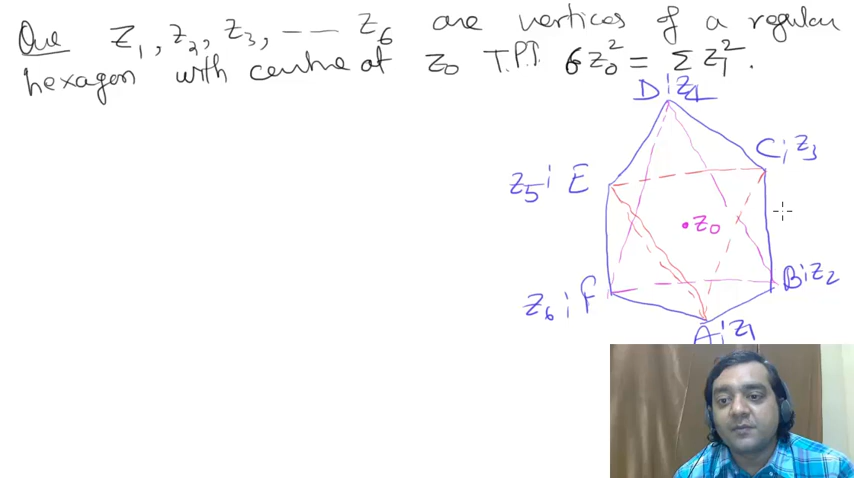 Que Z1, Z2, Z3, --- Z6 are vertices of a regular
hexagon with centre at Z0 T.P.T. 6Z0² = Σ Z1².
D;Z4
C;Z3
Z5; E
Z0
B;Z2
Z6; F
A;Z1